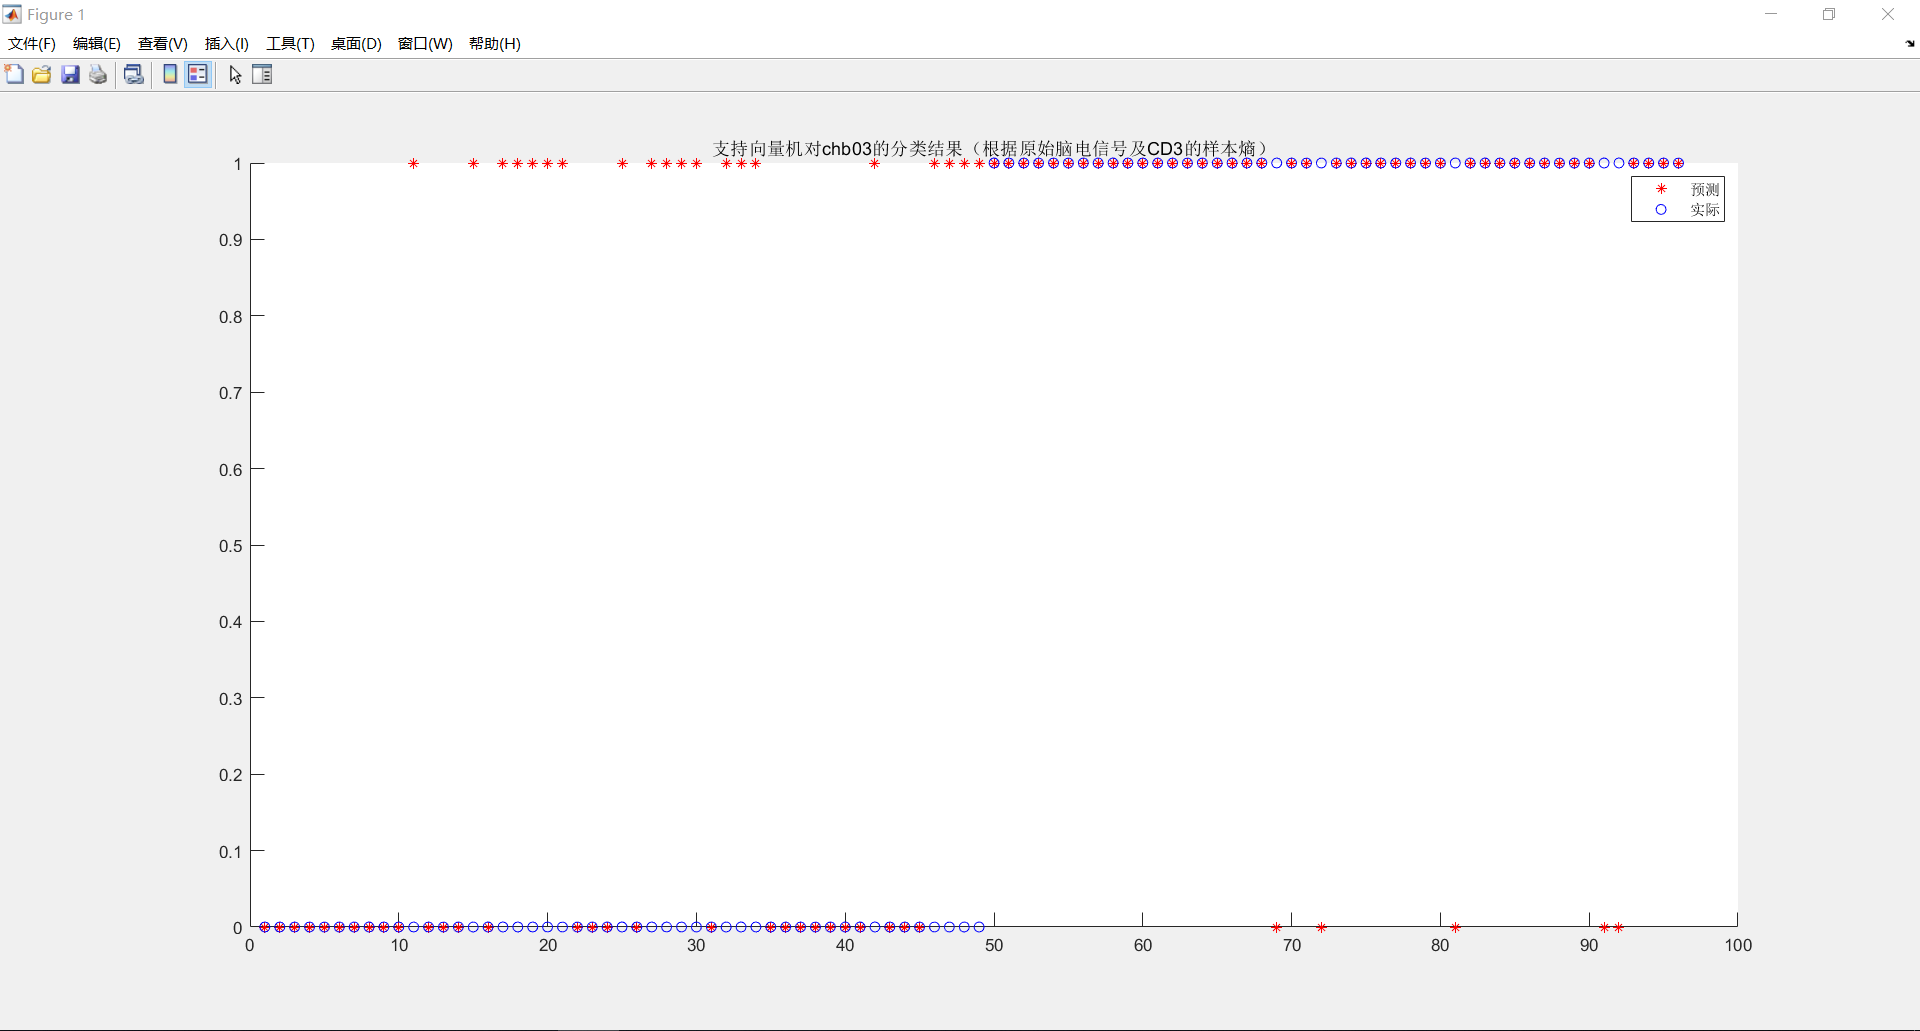 Figure 1
文件(F) 编辑(E) 查看(V) 插入(I) 工具(T) 桌面(D) 窗口(W) 帮助(H)
支持向量机对chb03的分类结果（根据原始脑电信号及CD3的样本熵）
预测
实际
1
0.9
0.8
0.7
0.6
0.5
0.4
0.3
0.2
0.1
0
0 10 20 30 40 50 60 70 80 90 100